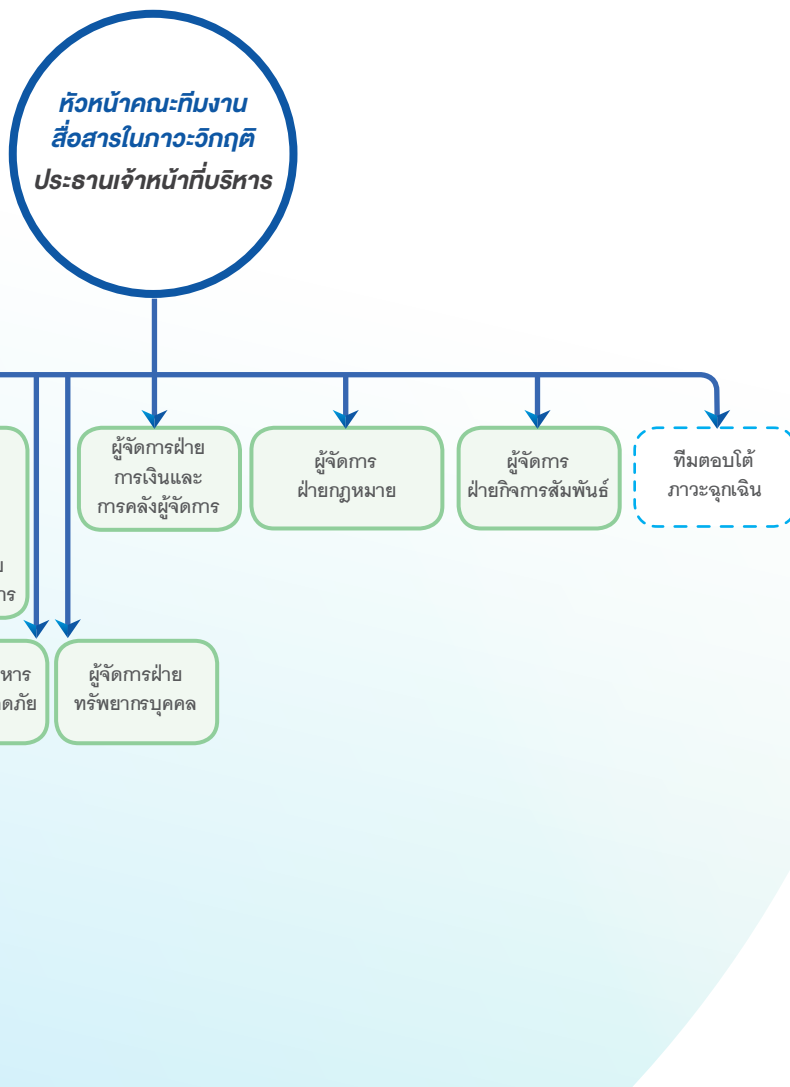 หัวหน้าคณะทีมงาน
สื่อสารในภาวะวิกฤติ
ประธานเจ้าหน้าที่บริหาร
ผู้จัดการฝ่าย
การเงินและ
การคลังผู้จัดการ
ผู้จัดการ
ฝ่ายกฎหมาย
ผู้จัดการ
ฝ่ายกิจการสัมพันธ์
ทีมตอบโต้
ภาวะฉุกเฉิน
ผู้จัดการฝ่าย
ทรัพยากรบุคคล